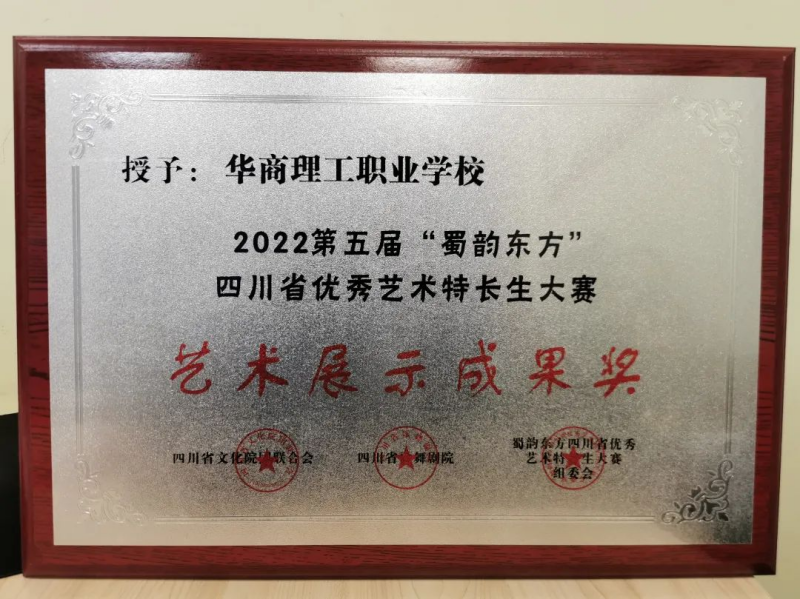 授予：华商理工职业学校
2022第五届“蜀韵东方”
四川省优秀艺术特长生大赛
艺术展示成果奖
四川省文化院团联合会
四川省 舞剧院
蜀韵东方四川省优秀
艺术特 生大赛
组委会